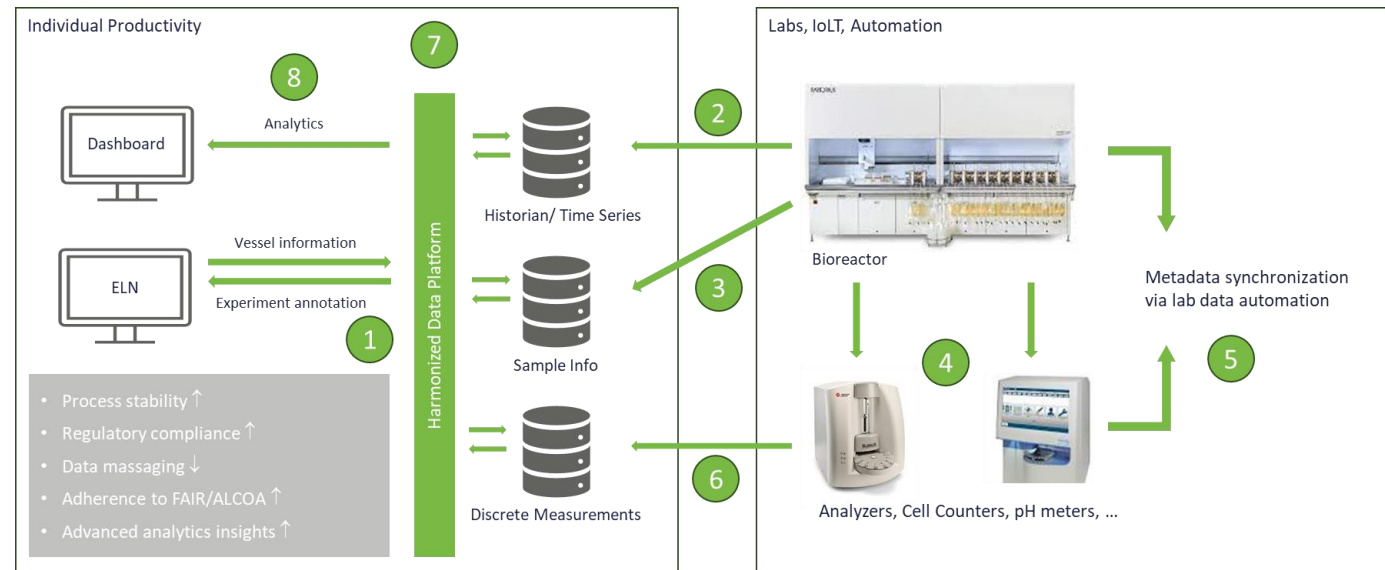 Individual Productivity
7
8
Analytics
Dashboard
Vessel information
ELN
Experiment annotation
1
Harmonized Data Platform
Historian/ Time Series
Sample Info
Discrete Measurements
• Process stability ↑
• Regulatory compliance ↑
• Data massaging ↓
• Adherence to FAIR/ALCOA ↑
• Advanced analytics insights ↑
2
3
6
Labs, IoLT, Automation
Bioreactor
Metadata synchronization
via lab data automation
4
5
Analyzers, Cell Counters, pH meters, ...